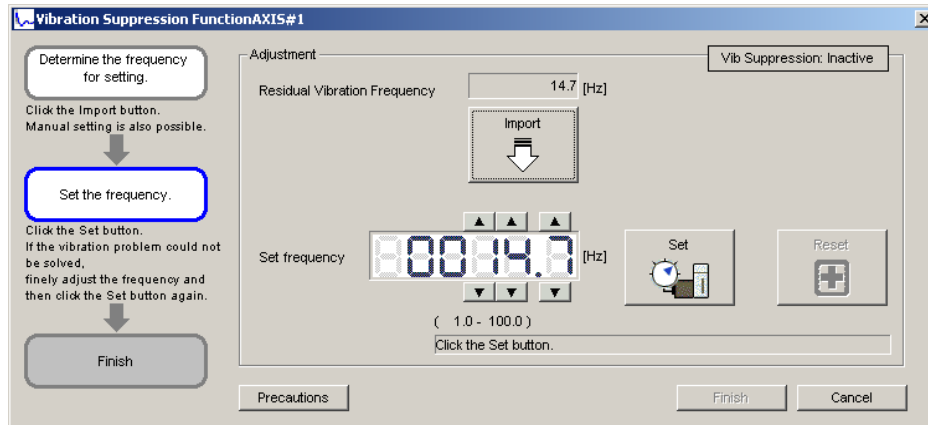 Vibration Suppression FunctionAXIS#1
Determine the frequency
for setting.
Click the Import button.
Manual setting is also possible.
Set the frequency.
Click the Set button.
If the vibration problem could not
be solved,
finely adjust the frequency and
then click the Set button again.
Finish
Adjustment
Vib Suppression: Inactive
Residual Vibration Frequency
14.7 [Hz]
Import
Set frequency
0014.7 [Hz]
( 1.0 - 100.0 )
Click the Set button.
Set
Reset
Precautions
Finish
Cancel